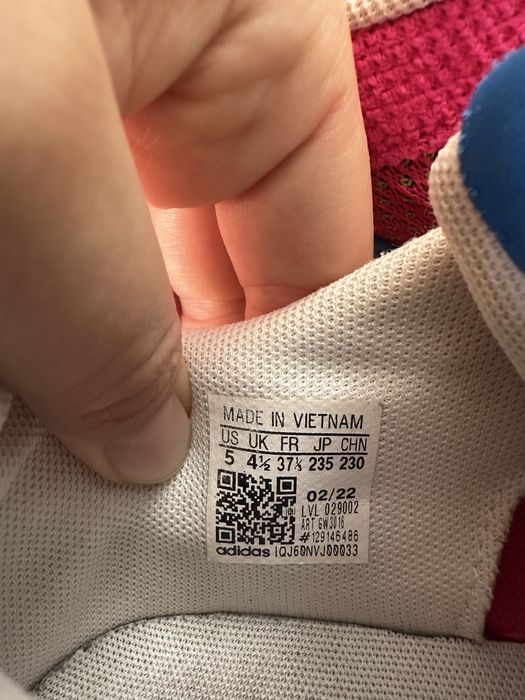 MADE IN VIETNAM
US UK FR JP CHN
5 4½ 37⅓ 235 230
02/22
LVL 029002
ART GW3016
#129146486
adidas IQJ60NVJ00033